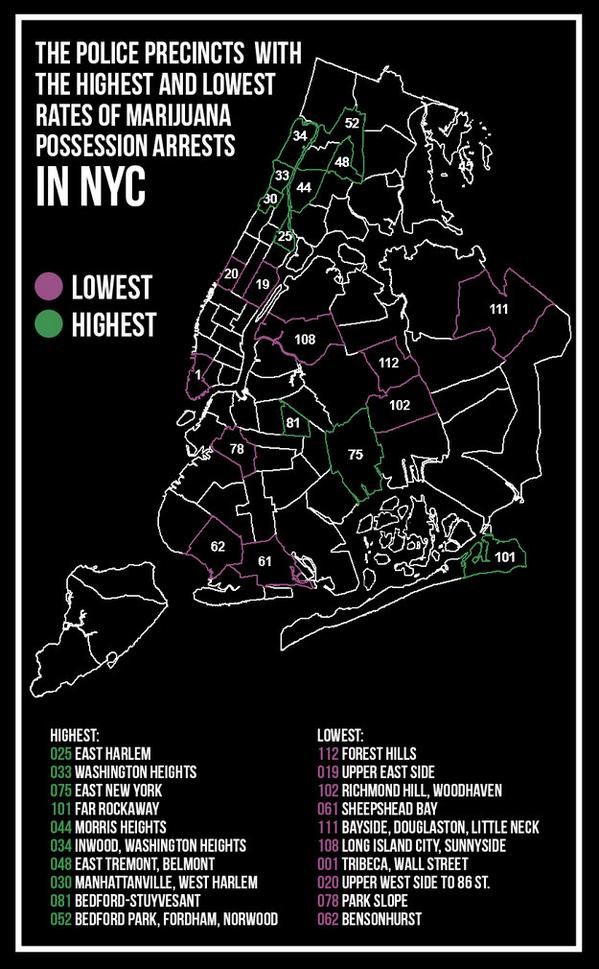 THE POLICE PRECINCTS WITH
THE HIGHEST AND LOWEST
RATES OF MARIJUANA
POSSESSION ARRESTS
IN NYC
LOWEST
HIGHEST
52
34
48
33
44
30
25
20
19
111
108
112
1
102
81
78
75
62
61
101
HIGHEST:
025 EAST HARLEM
033 WASHINGTON HEIGHTS
075 EAST NEW YORK
101 FAR ROCKAWAY
044 MORRIS HEIGHTS
034 INWOOD, WASHINGTON HEIGHTS
048 EAST TREMONT, BELMONT
030 MANHATTANVILLE, WEST HARLEM
081 BEDFORD-STUYVESANT
052 BEDFORD PARK, FORDHAM, NORWOOD
LOWEST:
112 FOREST HILLS
019 UPPER EAST SIDE
102 RICHMOND HILL, WOODHAVEN
061 SHEEPSHEAD BAY
111 BAYSIDE, DOUGLASTON, LITTLE NECK
108 LONG ISLAND CITY, SUNNYSIDE
001 TRIBECA, WALL STREET
020 UPPER WEST SIDE TO 86 ST.
078 PARK SLOPE
062 BENSONHURST